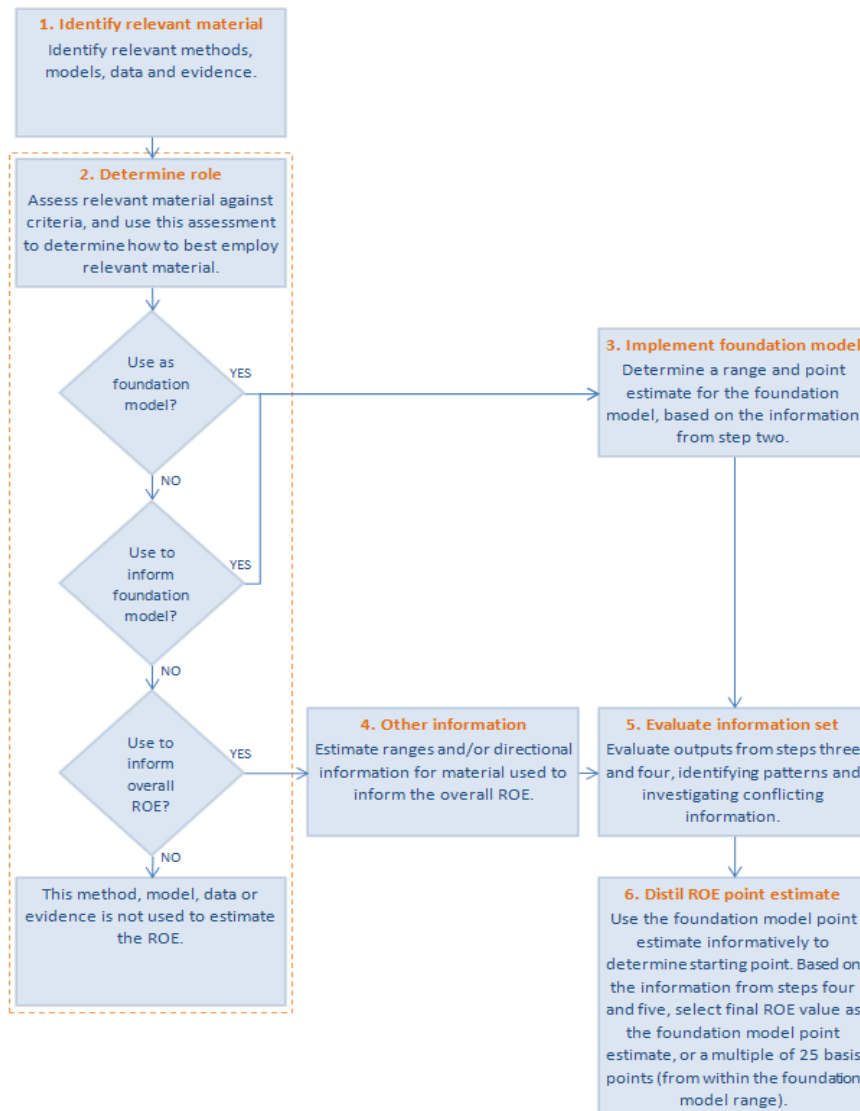 1. Identify relevant material
Identify relevant methods,
models, data and evidence.
2. Determine role
Assess relevant material against
criteria, and use this assessment
to determine how to best employ
relevant material.
Use as
foundation
model?
YES
NO
Use to
inform
foundation
model?
YES
NO
Use to
inform
overall
ROE?
YES
NO
This method, model, data or
evidence is not used to estimate
the ROE.
3. Implement foundation model
Determine a range and point
estimate for the foundation
model, based on the information
from step two.
4. Other information
Estimate ranges and/or directional
information for material used to
inform the overall ROE.
5. Evaluate information set
Evaluate outputs from steps three
and four, identifying patterns and
investigating conflicting
information.
6. Distil ROE point estimate
Use the foundation model point
estimate informatively to
determine starting point. Based on
the information from steps four
and five, select final ROE value as
the foundation model point
estimate, or a multiple of 25 basis
points (from within the foundation
model range).